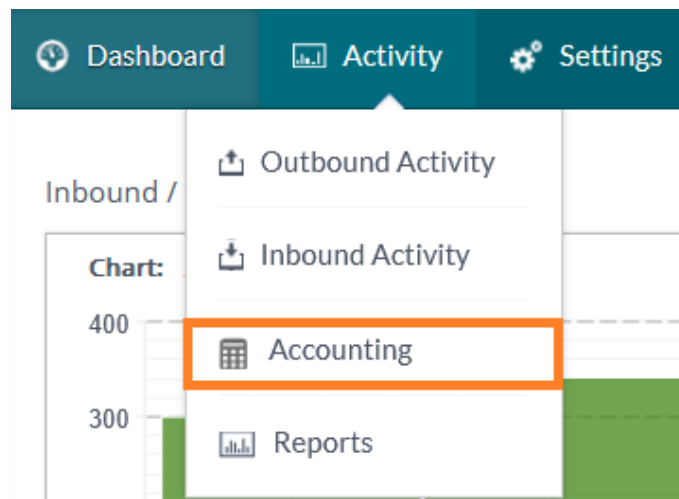 Dashboard Activity Settings
Outbound Activity
Inbound /
Inbound Activity
Chart:
400
Accounting
300
Reports